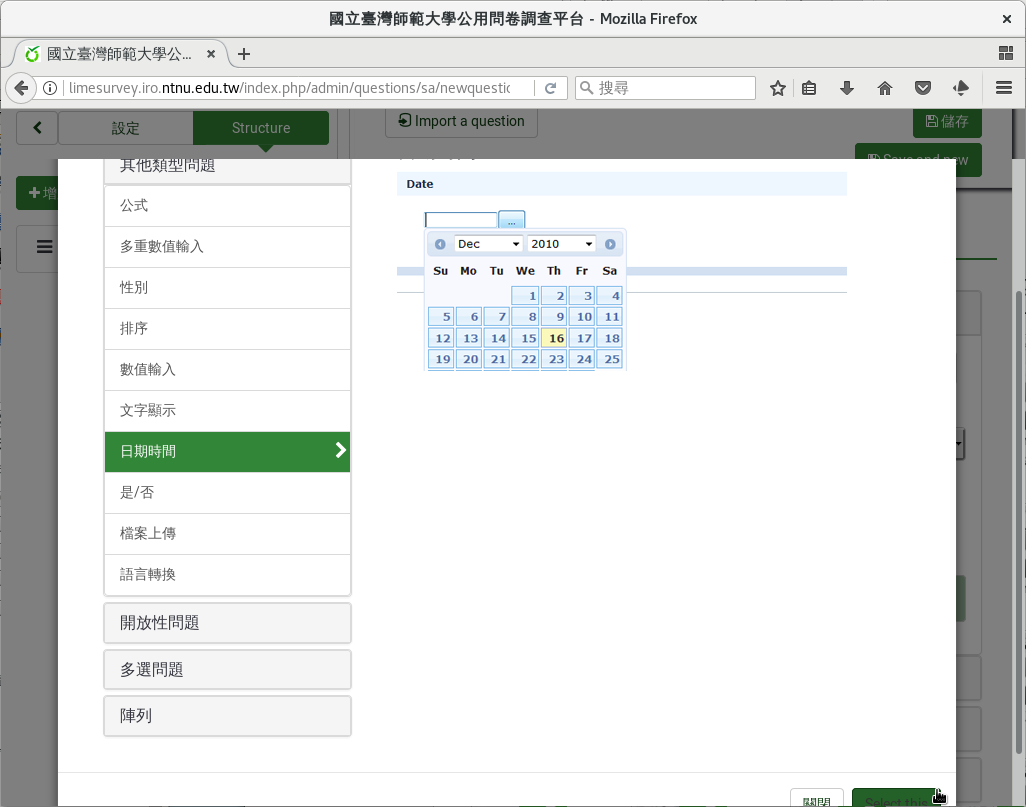 國立臺灣師範大學公用問卷調查平台 - Mozilla Firefox
國立臺灣師範大學公...
limesurvey.iro.ntnu.edu.tw/index.php/admin/questions/sa/newquestic
搜尋
設定
Structure
Import a question
儲存
Save and new
增
其他類型問題
公式
多重數值輸入
性別
排序
數值輸入
文字顯示
日期時間
是/否
檔案上傳
語言轉換
開放性問題
多選問題
陣列
Date
...
Dec 2010
Su Mo Tu We Th Fr Sa
1 2 3 4
5 6 7 8 9 10 11
12 13 14 15 16 17 18
19 20 21 22 23 24 25
關閉
Select this